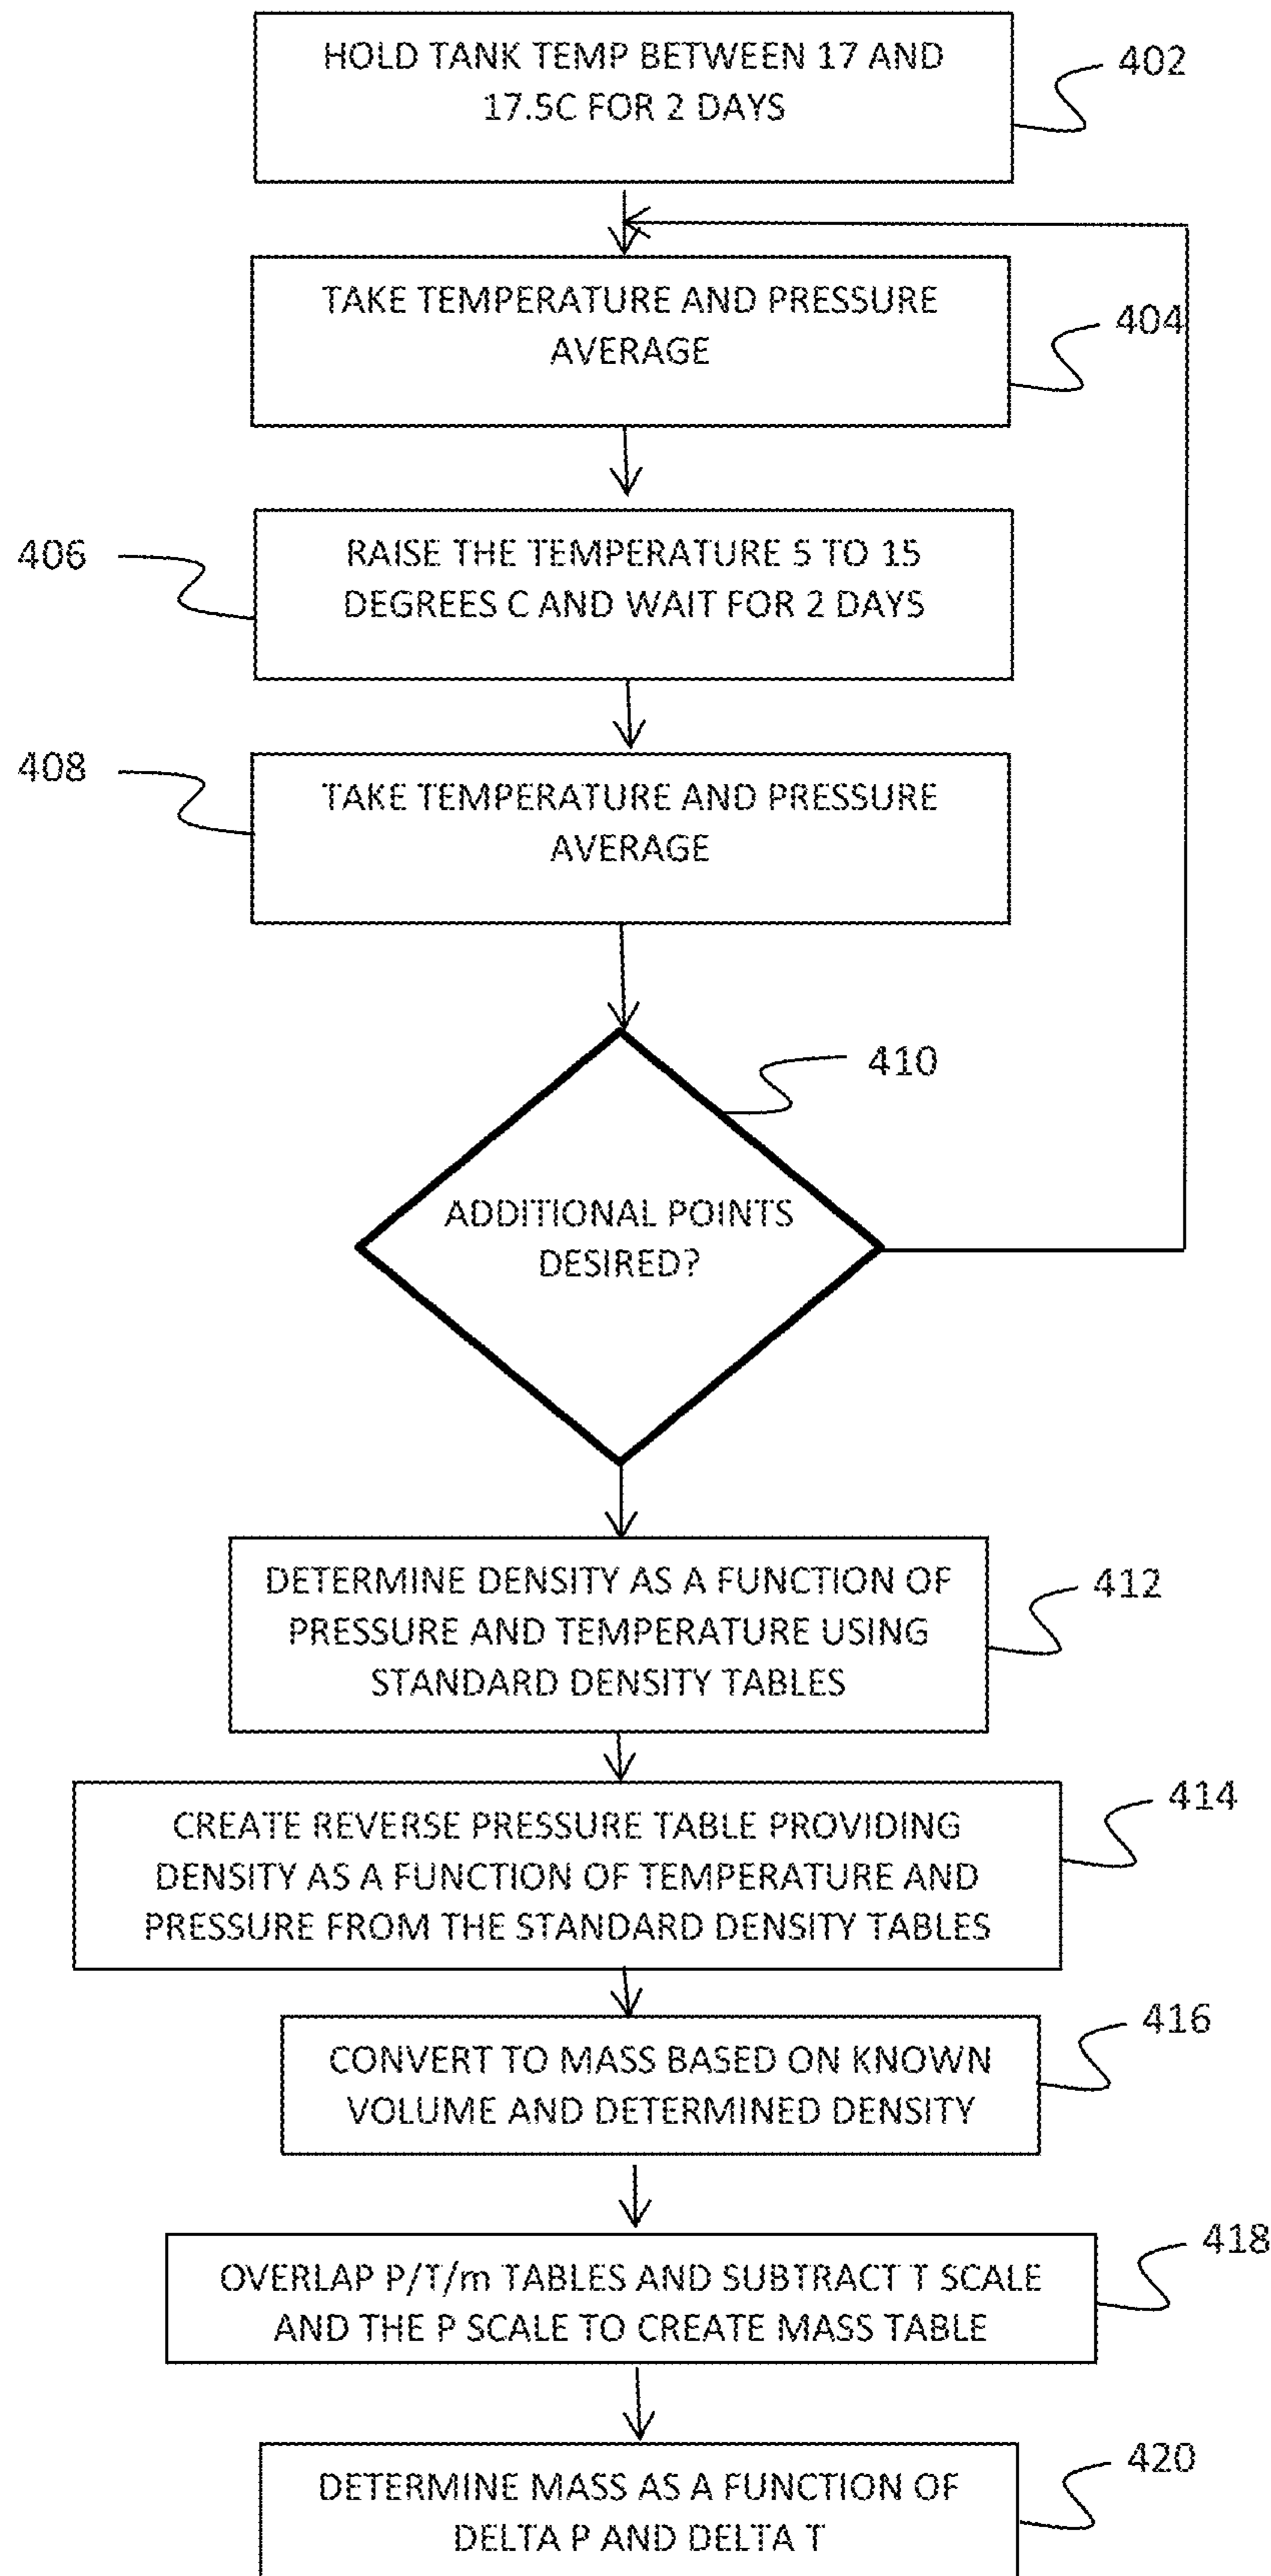 HOLD TANK TEMP BETWEEN 17 AND
17.5C FOR 2 DAYS
402
TAKE TEMPERATURE AND PRESSURE
AVERAGE
404
406
RAISE THE TEMPERATURE 5 TO 15
DEGREES C AND WAIT FOR 2 DAYS
408
TAKE TEMPERATURE AND PRESSURE
AVERAGE
410
ADDITIONAL POINTS
DESIRED?
DETERMINE DENSITY AS A FUNCTION OF
PRESSURE AND TEMPERATURE USING
STANDARD DENSITY TABLES
412
CREATE REVERSE PRESSURE TABLE PROVIDING
DENSITY AS A FUNCTION OF TEMPERATURE AND
PRESSURE FROM THE STANDARD DENSITY TABLES
414
CONVERT TO MASS BASED ON KNOWN
VOLUME AND DETERMINED DENSITY
416
OVERLAP P/T/m TABLES AND SUBTRACT T SCALE
AND THE P SCALE TO CREATE MASS TABLE
418
DETERMINE MASS AS A FUNCTION OF
DELTA P AND DELTA T
420